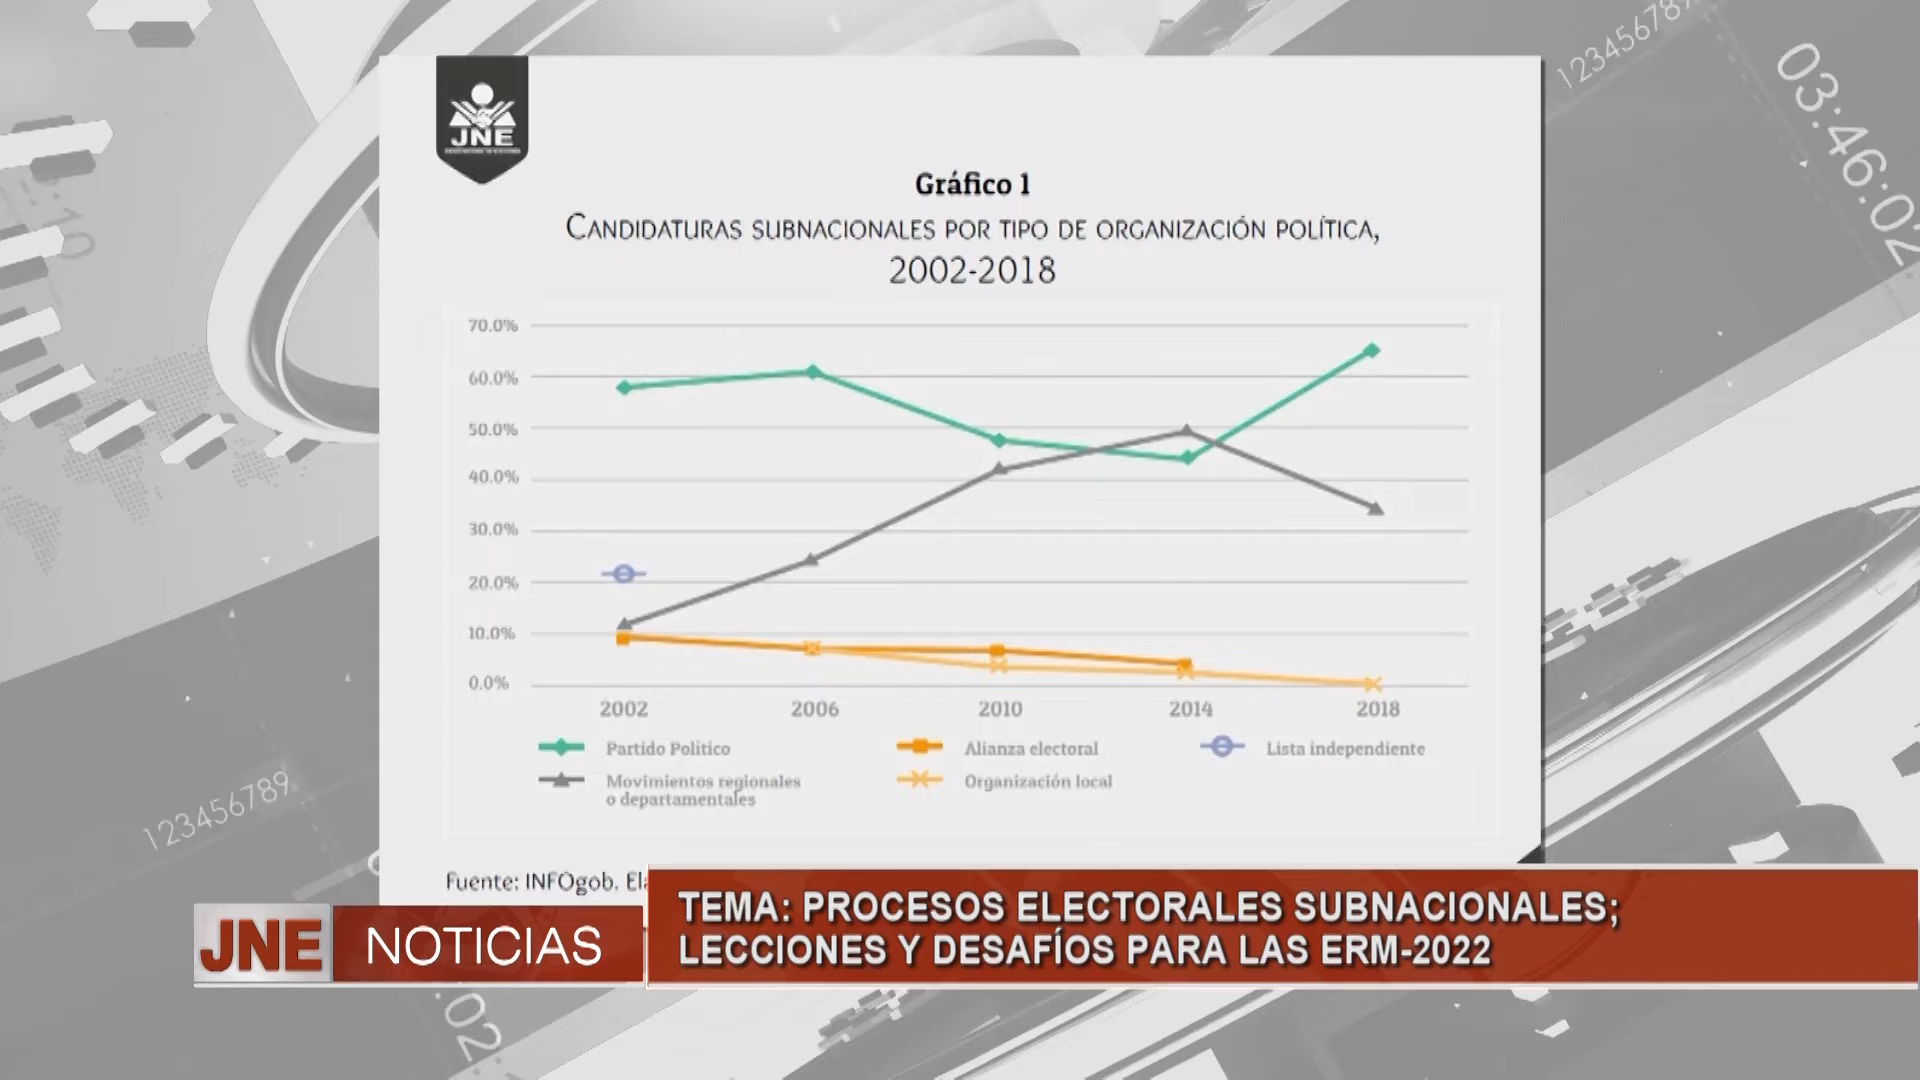 JNE
Gráfico 1
CANDIDATURAS SUBNACIONALES POR TIPO DE ORGANIZACIÓN POLÍTICA,
2002-2018
70.0%
60.0%
50.0%
40.0%
30.0%
20.0%
10.0%
0.0%
2002 2006 2010 2014 2018
Partido Político Alianza electoral Lista independiente
Movimientos regionales Organización local
o departamentales
Fuente: INFOgob.
TEMA: PROCESOS ELECTORALES SUBNACIONALES;
LECCIONES Y DESAFÍOS PARA LAS ERM-2022
JNE NOTICIAS
123456789
03:46:02
123456789